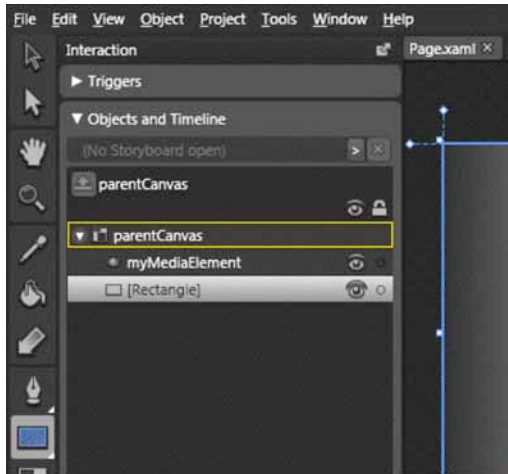 File Edit View Object Project Tools Window Help
Interaction
Page.xaml ×
Triggers
Objects and Timeline
(No Storyboard open)
parentCanvas
parentCanvas
myMediaElement
[Rectangle]